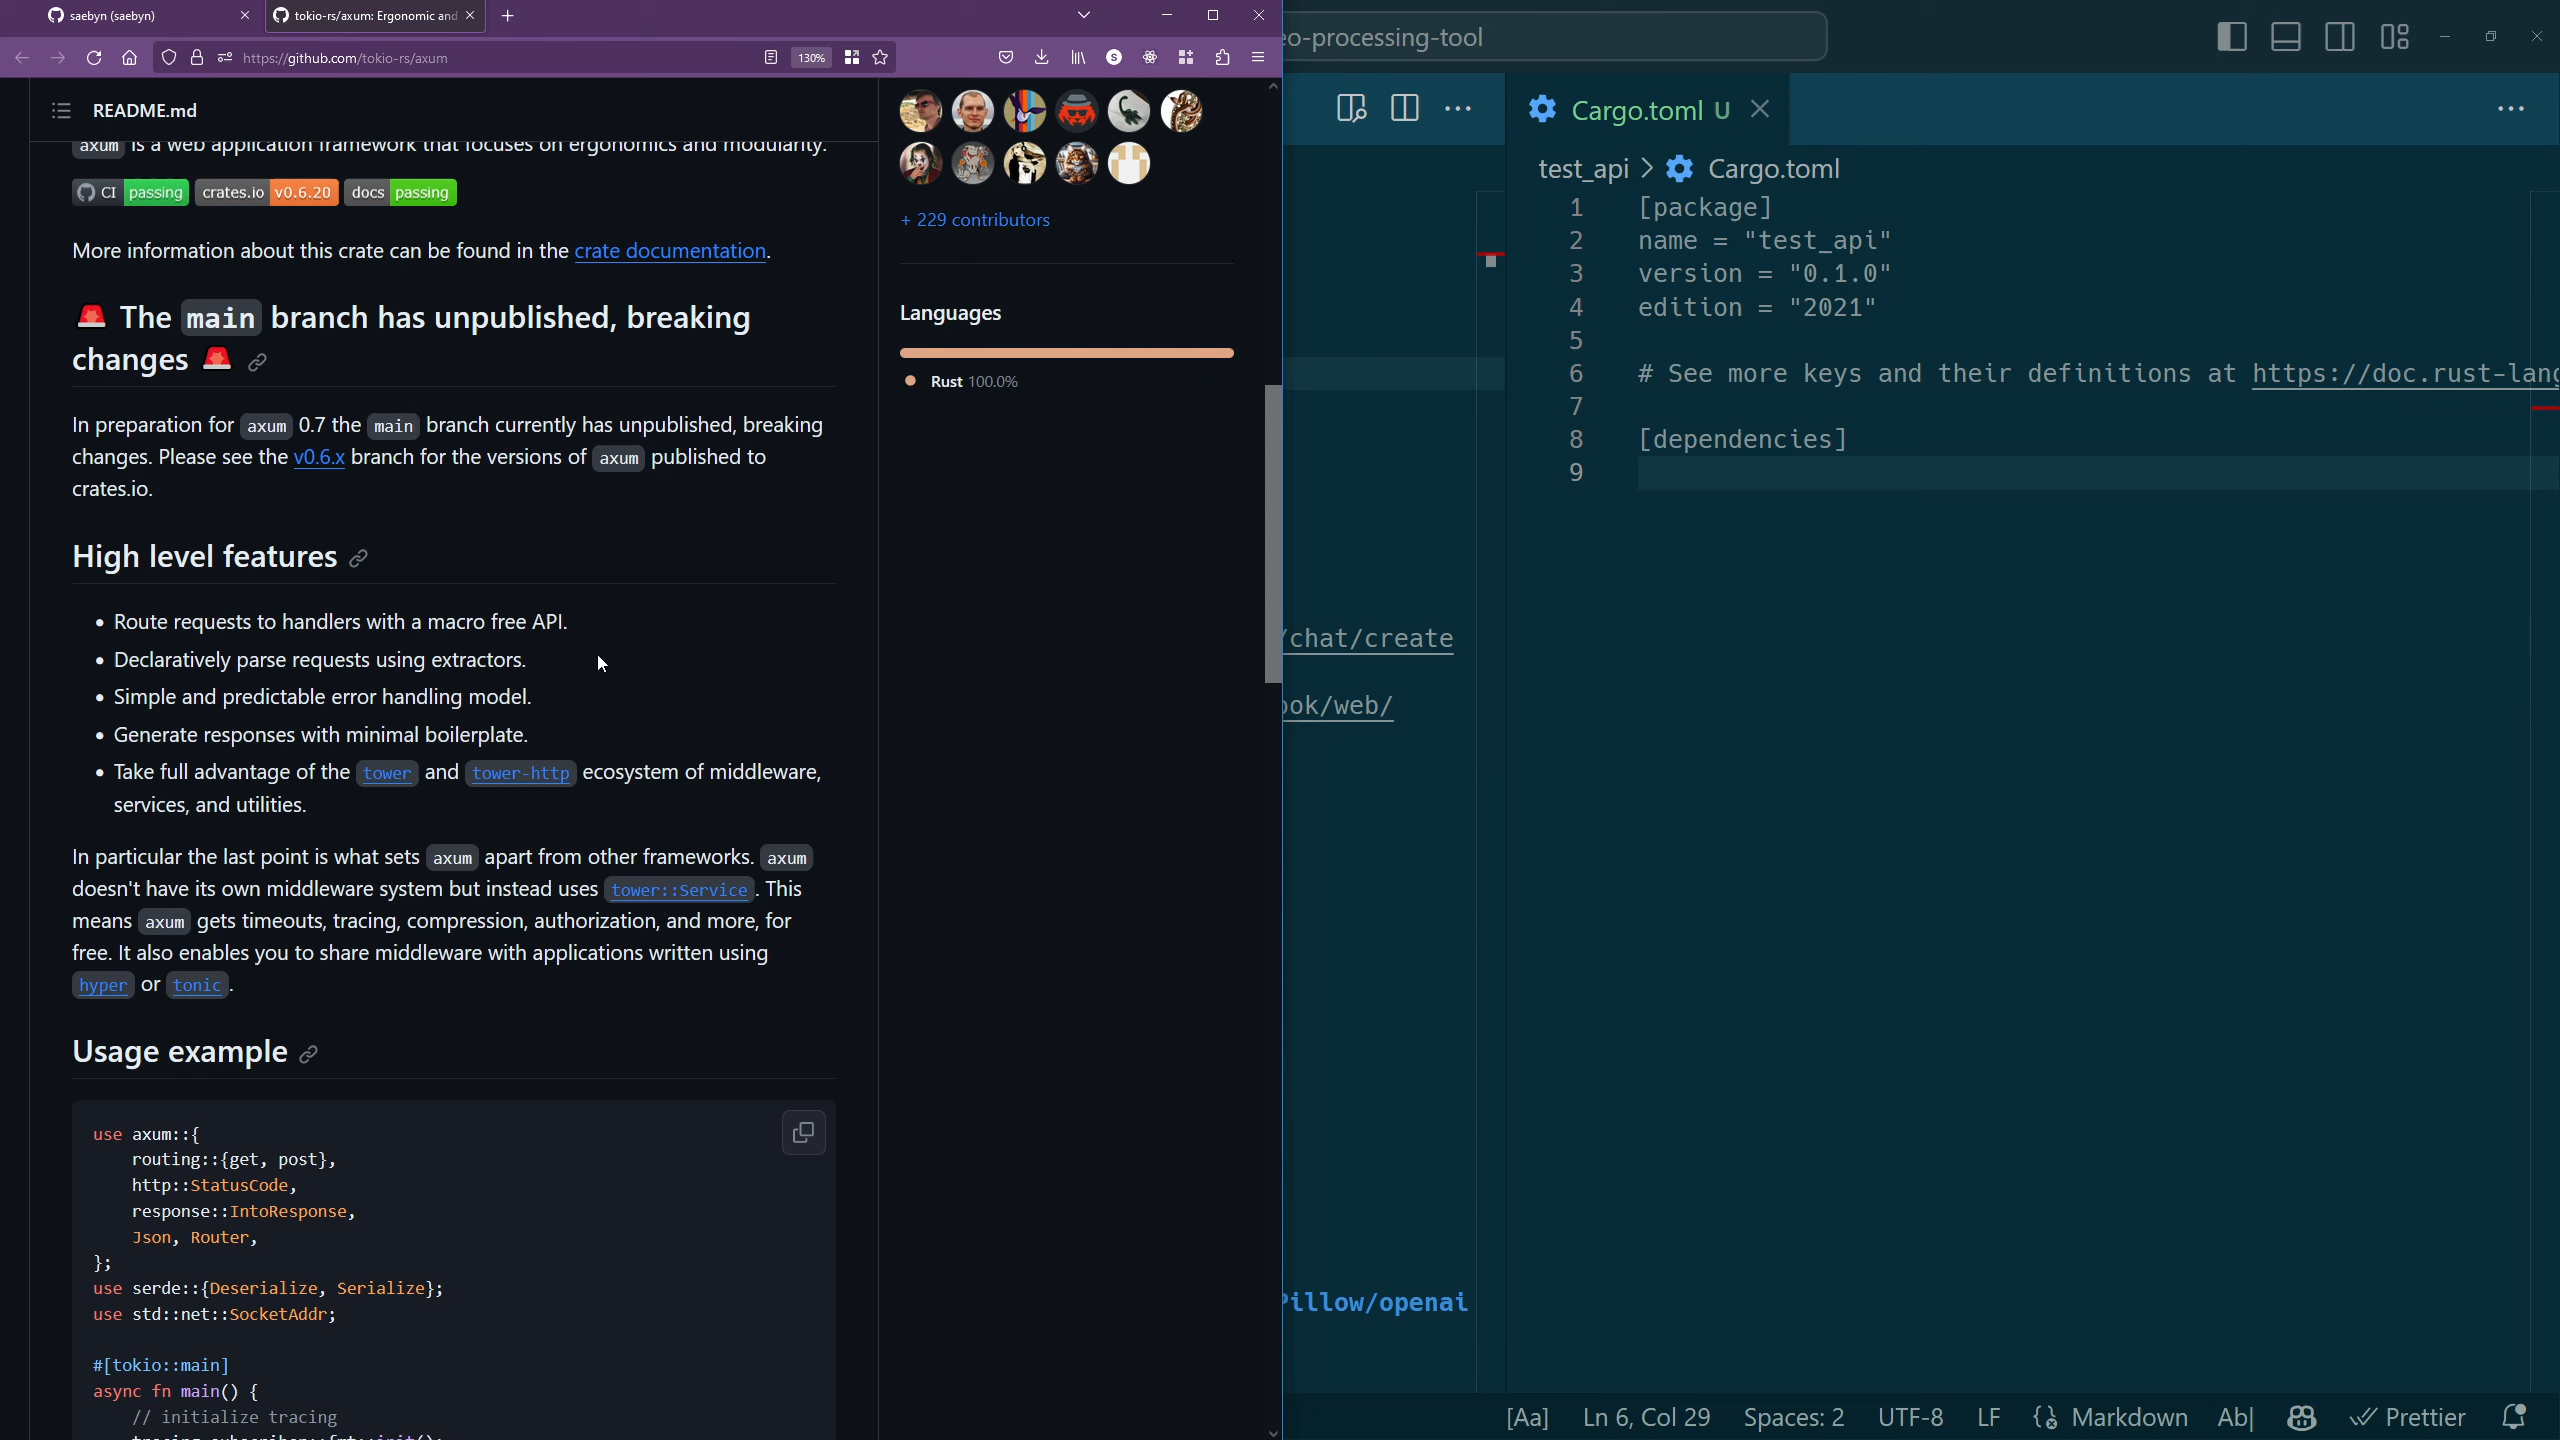 saebyn (saebyn)
tokio-rs/axum: Ergonomic and
https://github.com/tokio-rs/axum
130%
README.md
axum is a web application framework that focuses on ergonomics and modularity.
CI passing crates.io v0.6.20 docs passing
More information about this crate can be found in the crate documentation.
🚨 The main branch has unpublished, breaking
changes 🚨
In preparation for axum 0.7 the main branch currently has unpublished, breaking
changes. Please see the v0.6.x branch for the versions of axum published to
crates.io.
High level features
• Route requests to handlers with a macro free API.
• Declaratively parse requests using extractors.
• Simple and predictable error handling model.
• Generate responses with minimal boilerplate.
• Take full advantage of the tower and tower-http ecosystem of middleware,
services, and utilities.
In particular the last point is what sets axum apart from other frameworks. axum
doesn't have its own middleware system but instead uses tower::Service. This
means axum gets timeouts, tracing, compression, authorization, and more, for
free. It also enables you to share middleware with applications written using
hyper or tonic.
Usage example
use axum::{
    routing::{get, post},
    http::StatusCode,
    response::IntoResponse,
    Json, Router,
};
use serde::{Deserialize, Serialize};
use std::net::SocketAddr;
#[tokio::main]
async fn main() {
    // initialize tracing
+ 229 contributors
Languages
Rust 100.0%
eo-processing-tool
/chat/create
ook/web/
Pillow/openai
Cargo.toml U
test_api > Cargo.toml
1 [package]
2 name = "test_api"
3 version = "0.1.0"
4 edition = "2021"
5
6 # See more keys and their definitions at https://doc.rust-lang
7
8 [dependencies]
9
[Aa] Ln 6, Col 29 Spaces: 2 UTF-8 LF Markdown Ab| Prettier